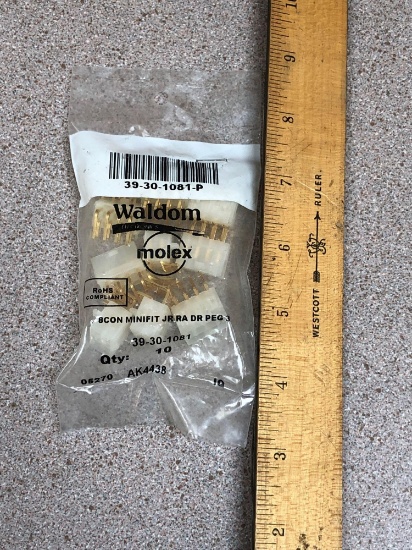 39-30-1081-P
Waldom
molex
RoHS
COMPLIANT
8CON MINIFIT JR RA DR PEG 3
39-30-1081
Qty: 10
AK4438
10
9
8
7
6
5
4
3
2
RULER
WESTCOTT